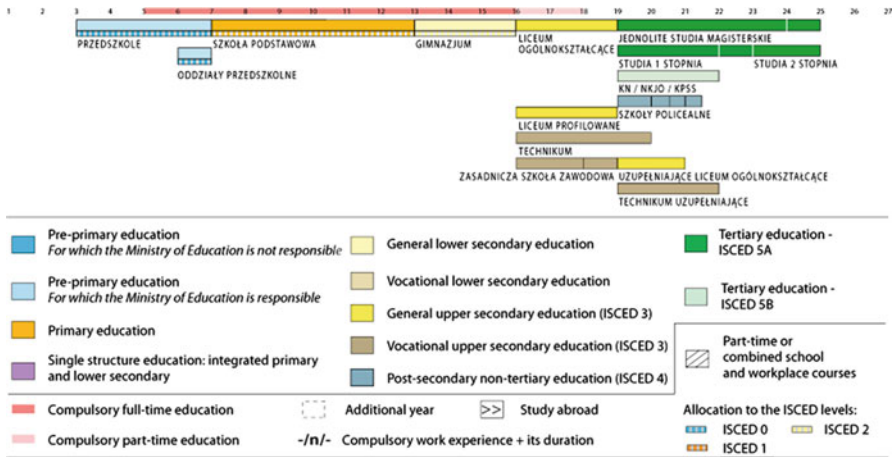 1 2 3 4 5 6 7 8 9 10 11 12 13 14 15 16 17 18 19 20 21 22 23 24 25 26 27
PRZEDSZKOLE SZKOŁA PODSTAWOWA GIMNAZJUM LICEUM OGÓLNOKSZTAŁCĄCE JEDNOLITE STUDIA MAGISTERSKIE
ODDZIAŁY PRZEDSZKOLNE
STUDIA 1 STOPNIA STUDIA 2 STOPNIA
KN / NKJO / KPSS
SZKOŁY POLICEALNE
LICEUM PROFILOWANE
TECHNIKUM
ZASADNICZA SZKOŁA ZAWODOWA UZUPEŁNIAJĄCE LICEUM OGÓLNOKSZTAŁCĄCE
TECHNIKUM UZUPEŁNIAJĄCE
Pre-primary education
For which the Ministry of Education is not responsible
Pre-primary education
For which the Ministry of Education is responsible
Primary education
Single structure education: integrated primary
and lower secondary
General lower secondary education
Vocational lower secondary education
General upper secondary education (ISCED 3)
Vocational upper secondary education (ISCED 3)
Post-secondary non-tertiary education (ISCED 4)
Tertiary education -
ISCED 5A
Tertiary education -
ISCED 5B
Part-time or
combined school
and workplace courses
Compulsory full-time education
Compulsory part-time education
Additional year
-/n/- Compulsory work experience + its duration
>> Study abroad
Allocation to the ISCED levels:
ISCED 0 ISCED 2
ISCED 1